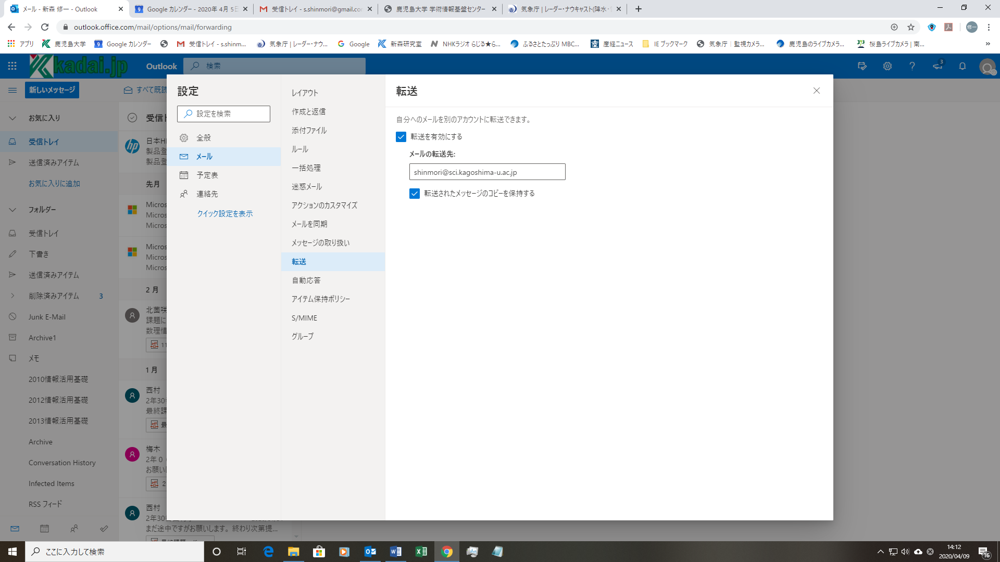 メール - 新森 修一 - Outlook
Google カレンダー - 2020年 4月 5日
受信トレイ - s.shinmori@gmail.co
鹿児島大学 学術情報基盤センター
気象庁 | レーダー・ナウキャスト(降水・
outlook.office.com/mail/options/mail/forwarding
修一
アプリ
鹿児島大学
Google カレンダー
受信トレイ - s.shinm...
気象庁 | レーダー・ナウ...
Google
新森研究室
NHKラジオ らじる★ら...
ふるさとたっぷり MBC...
産経ニュース
IE ブックマーク
気象庁｜監視カメラ...
鹿児島のライブカメラ...
桜島ライブカメラ | 南...
»
kadai.jp
Outlook
検索
3
新しいメッセージ
すべて既読
お気に入り
受信トレイ
送信済みアイテム
お気に入りに追加
フォルダー
受信トレイ
下書き
送信済みアイテム
削除済みアイテム
3
Junk E-Mail
Archive1
メモ
2010情報活用基礎
2012情報活用基礎
2013情報活用基礎
Archive
Conversation History
Infected Items
RSS フィード
受信
日本H
製品登
製品登
先月
Micros
Micros
Micros
Micros
Micros
Micros
2 月
北薗咲
課題に
数理情
11
1 月
西村
2年30
最終課
最
梅木
2年０
お願い
2
西村
2年30
まだ途中ですがお願いします。終わり次第提...
設定
設定を検索
全般
メール
予定表
連絡先
クイック設定を表示
レイアウト
作成と返信
添付ファイル
ルール
一括処理
迷惑メール
アクションのカスタマイズ
メールを同期
メッセージの取り扱い
転送
自動応答
アイテム保持ポリシー
S/MIME
グループ
転送
自分へのメールを別のアカウントに転送できます。
転送を有効にする
メールの転送先:
shinmori@sci.kagoshima-u.ac.jp
転送されたメッセージのコピーを保持する
ここに入力して検索
14:12
2020/04/09
16